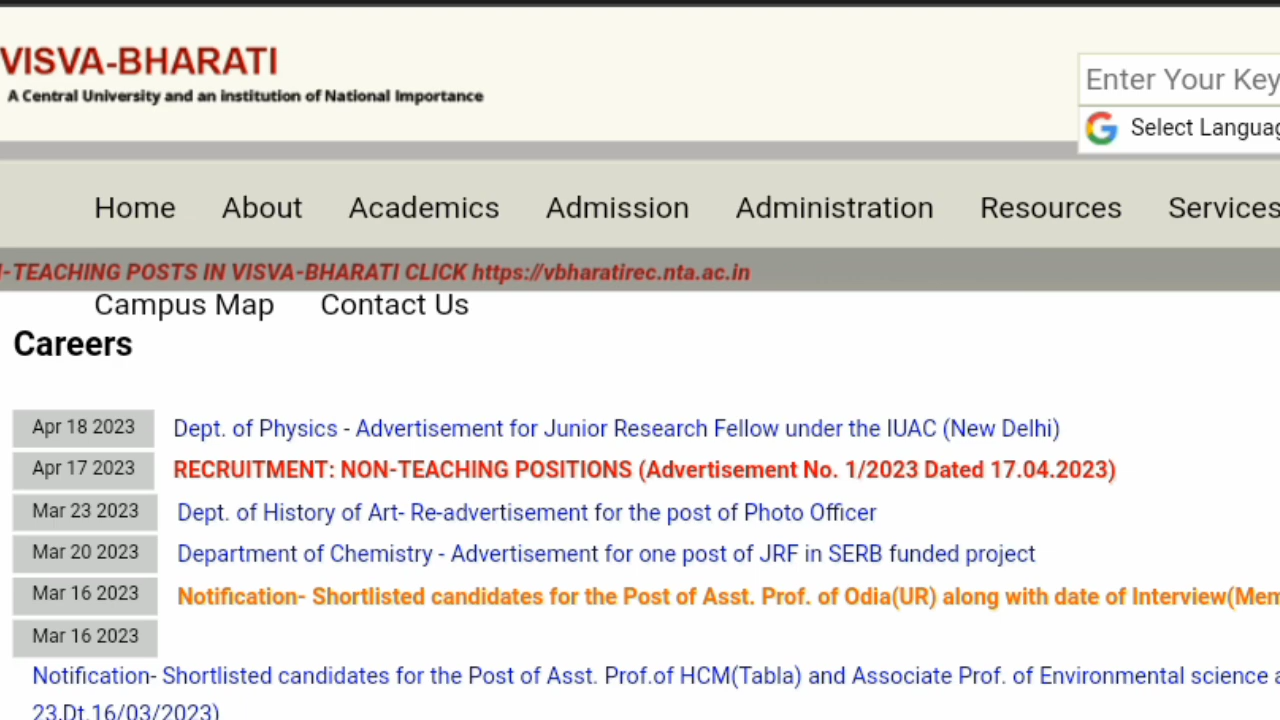 VISVA-BHARATI
A Central University and an institution of National Importance
Enter Your Key
Select Languag
Home About Academics Admission Administration Resources Services
-TEACHING POSTS IN VISVA-BHARATI CLICK https://vbharatirec.nta.ac.in
Campus Map Contact Us
Careers
Apr 18 2023 Dept. of Physics - Advertisement for Junior Research Fellow under the IUAC (New Delhi)
Apr 17 2023 RECRUITMENT: NON-TEACHING POSITIONS (Advertisement No. 1/2023 Dated 17.04.2023)
Mar 23 2023 Dept. of History of Art- Re-advertisement for the post of Photo Officer
Mar 20 2023 Department of Chemistry - Advertisement for one post of JRF in SERB funded project
Mar 16 2023 Notification- Shortlisted candidates for the Post of Asst. Prof. of Odia(UR) along with date of Interview(Mem
Mar 16 2023
Notification- Shortlisted candidates for the Post of Asst. Prof.of HCM(Tabla) and Associate Prof. of Environmental science a
23,Dt.16/03/2023)